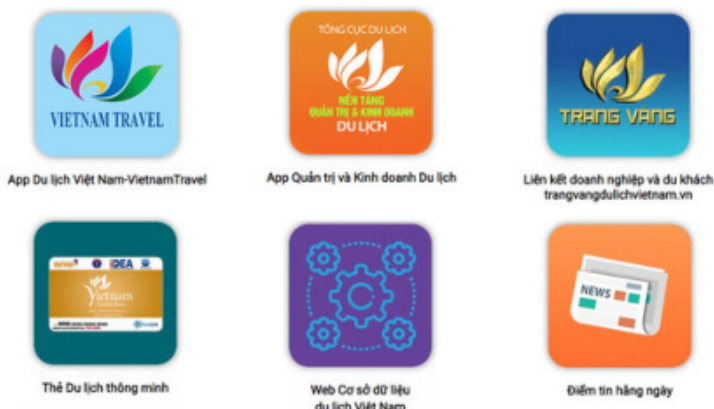 VIETNAM TRAVEL
App Du lịch Việt Nam-VietnamTravel
TỔNG CỤC DU LỊCH
NỀN TẢNG
QUẢN TRỊ & KINH DOANH
DU LỊCH
App Quản trị và Kinh doanh Du lịch
TRANG VÀNG
Liên kết doanh nghiệp và du khách
trangvangdulichvietnam.vn
IDEA
Vietnam
Thẻ Du lịch thông minh
Web Cơ sở dữ liệu
du lịch Việt Nam
NEWS
Điểm tin hằng ngày